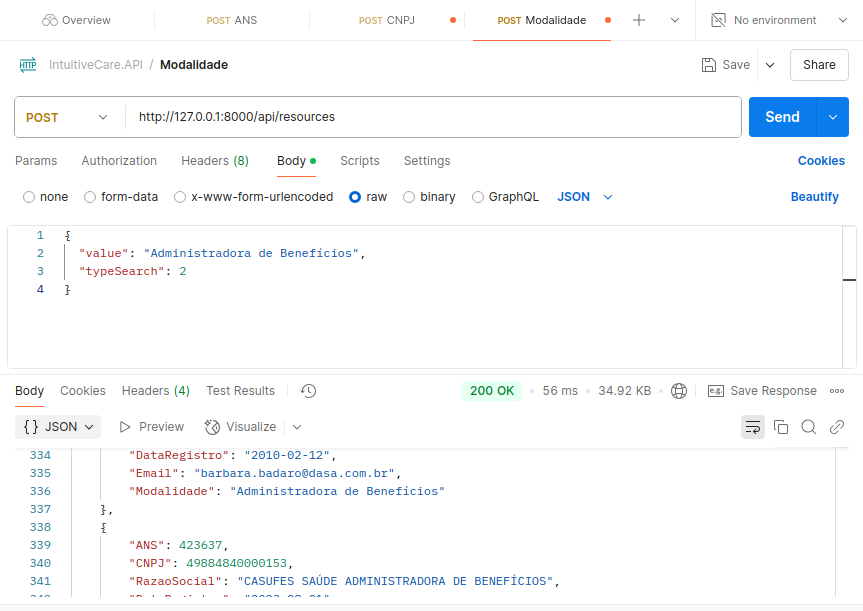 Overview POST ANS POST CNPJ POST Modalidade No environment
HTTP IntuitiveCare.API / Modalidade Save Share
POST http://127.0.0.1:8000/api/resources Send
Params Authorization Headers (8) Body Scripts Settings Cookies
none form-data x-www-form-urlencoded raw binary GraphQL JSON Beautify
1 {
2 "value": "Administradora de Benefícios",
3 "typeSearch": 2
4 }
Body Cookies Headers (4) Test Results 200 OK 56 ms 34.92 KB e.g. Save Response
{} JSON Preview Visualize
334 "DataRegistro": "2010-02-12",
335 "Email": "barbara.badaro@dasa.com.br",
336 "Modalidade": "Administradora de Benefícios"
337 },
338 {
339 "ANS": 423637,
340 "CNPJ": 49884840000153,
341 "RazaoSocial": "CASUFES SAÚDE ADMINISTRADORA DE BENEFÍCIOS",